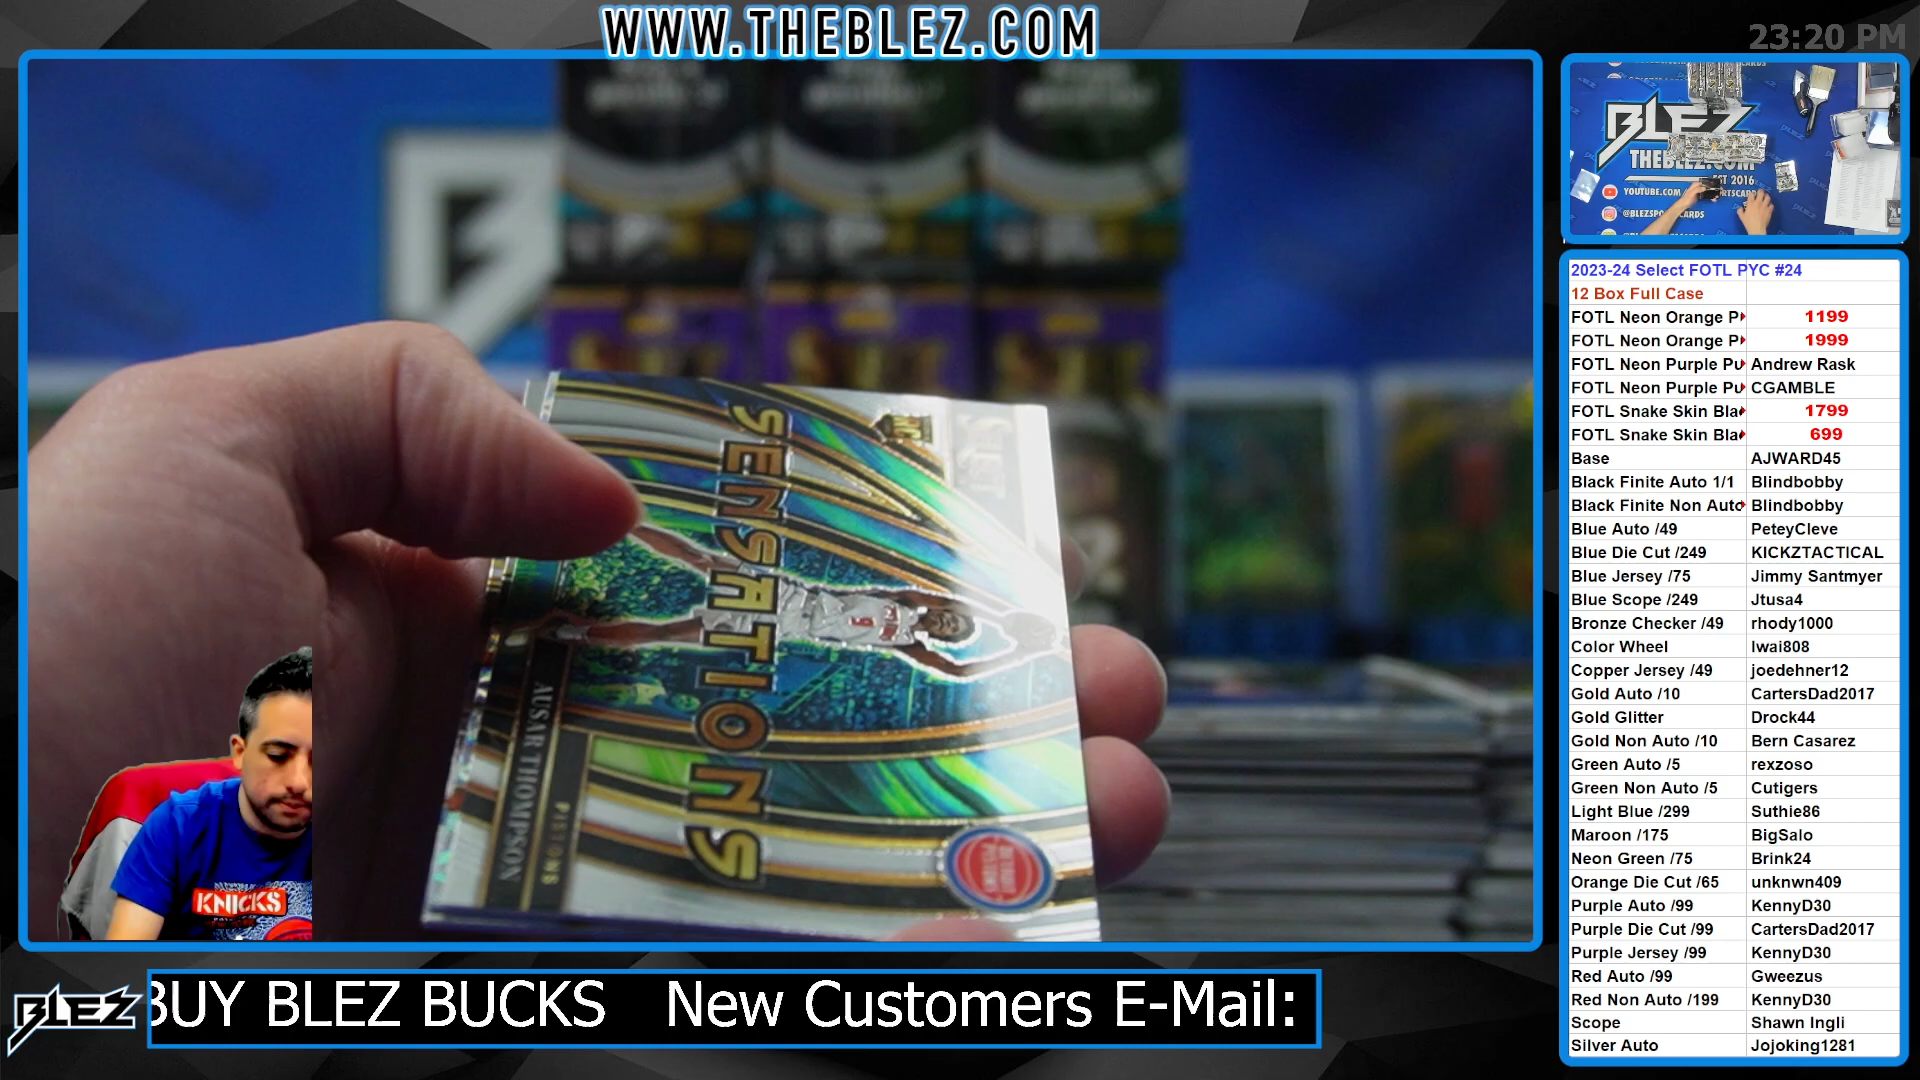 WWW.THEBLEZ.COM
23:20 PM
BLEZ
THEBLEZ.COM
EST 2016
YOUTUBE.COM
SENSATIONS
RC
AUSAR THOMPSON
PISTONS
KNICKS
BLEZ
BUY BLEZ BUCKS New Customers E-Mail:
2023-24 Select FOTL PYC #24
12 Box Full Case
FOTL Neon Orange P 1199
FOTL Neon Orange P 1999
FOTL Neon Purple Pu Andrew Rask
FOTL Neon Purple Pu CGAMBLE
FOTL Snake Skin Bla 1799
FOTL Snake Skin Bla 699
Base AJWARD45
Black Finite Auto 1/1 Blindbobby
Black Finite Non Auto Blindbobby
Blue Auto /49 PeteyCleve
Blue Die Cut /249 KICKZTACTICAL
Blue Jersey /75 Jimmy Santmyer
Blue Scope /249 Jtusa4
Bronze Checker /49 rhody1000
Color Wheel Iwai808
Copper Jersey /49 joedehner12
Gold Auto /10 CartersDad2017
Gold Glitter Drock44
Gold Non Auto /10 Bern Casarez
Green Auto /5 rexzoso
Green Non Auto /5 Cutigers
Light Blue /299 Suthie86
Maroon /175 BigSalo
Neon Green /75 Brink24
Orange Die Cut /65 unknwn409
Purple Auto /99 KennyD30
Purple Die Cut /99 CartersDad2017
Purple Jersey /99 KennyD30
Red Auto /99 Gweezus
Red Non Auto /199 KennyD30
Scope Shawn Ingli
Silver Auto Jojoking1281